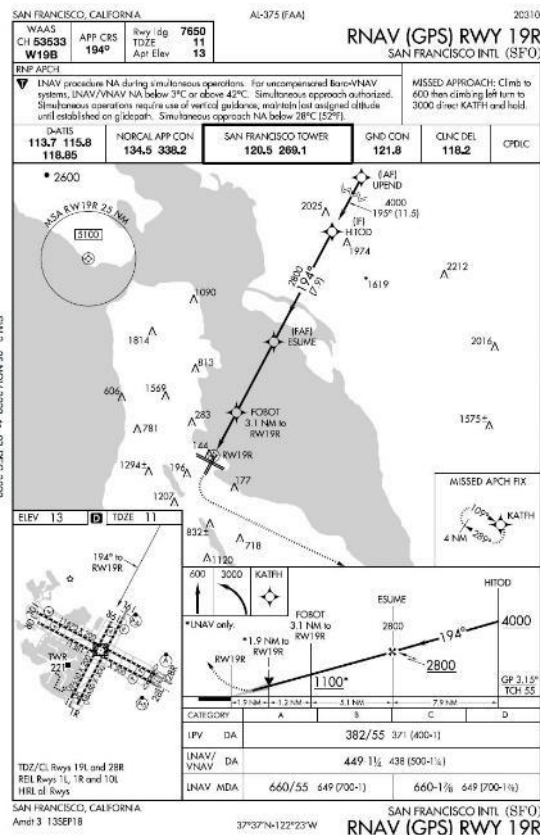 SAN FRANCISCO, CALIFORNIA
AL-375 (FAA)
20310
WAAS
CH 53533
W19B
APP CRS
194°
Rwy ldg 7650
TDZE 11
Apt Elev 13
RNAV (GPS) RWY 19R
SAN FRANCISCO INTL (SFO)
RNP APCH
LNAV procedure NA during simultaneous operations. For uncompensated Baro-VNAV
systems, LNAV/VNAV NA below 3°C or above 42°C. Simultaneous approach authorized.
Simultaneous operations require use of vertical guidance, maintain last assigned altitude
until established on glidepath. Simultaneous approach NA below 28°C (52°F).
MISSED APPROACH: Climb to
600 then climbing left turn to
3000 direct KATFH and hold.
D-ATIS
113.7 115.8
118.85
NORCAL APP CON
134.5 338.2
SAN FRANCISCO TOWER
120.5 269.1
GND CON
121.8
CLNC DEL
118.2
CPDLC
2600
MSA RW19R 25 NM
5100
(IAF)
UPEND
4000
195° (11.5)
2025
(IF)
HITOD
1974
2212
1619
2800
194°
(7.9)
1090
1814
(FAF)
ESUME
2016
813
606
1569
283
781
FOBOT
3.1 NM to
RW19R
1575±
144
RW19R
1294±
196
177
1207
832±
718
1120
MISSED APCH FIX
109°
289°
4 NM
KATFH
ELEV 13
D
TDZE 11
194° to
RW19R
TWR
221
TDZ/CL Rwys 19L and 28R
REIL Rwys 1L, 1R and 10L
HIRL all Rwys
600
3000
KATFH
*LNAV only.
FOBOT
3.1 NM to
RW19R
*1.9 NM to
RW19R
RW19R
ESUME
2800
HITOD
4000
194°
2800
1100*
GP 3.15°
TCH 55
1.9 NM
1.2 NM
5.1 NM
7.9 NM
CATEGORY A B C D
LPV DA 382/55 371 (400-1)
LNAV/
VNAV DA 449-1½ 438 (500-1½)
LNAV MDA 660/55 649 (700-1) 660-1⅞ 649 (700-1⅞)
SAN FRANCISCO, CALIFORNIA
Amdt 3 13SEP18
37°37'N-122°23'W
SAN FRANCISCO INTL (SFO)
RNAV (GPS) RWY 19R